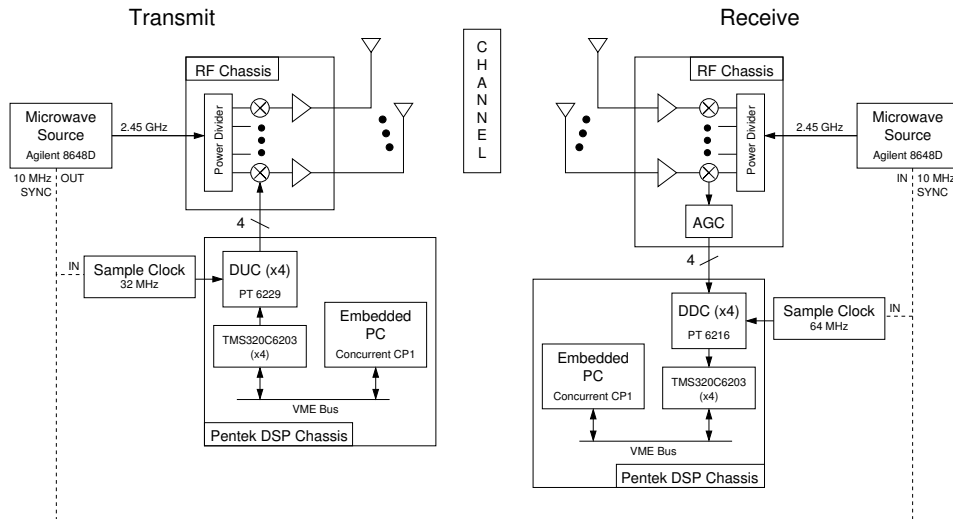 Transmit
RF Chassis
Microwave
Source
Agilent 8648D
2.45 GHz
Power Divider
10 MHz
SYNC
OUT
IN
Sample Clock
32 MHz
4
DUC (x4)
PT 6229
TMS320C6203
(x4)
Embedded
PC
Concurrent CP1
VME Bus
Pentek DSP Chassis
CHANNEL
Receive
RF Chassis
Power Divider
2.45 GHz
Microwave
Source
Agilent 8648D
IN
10 MHz
SYNC
AGC
4
DDC (x4)
PT 6216
Sample Clock
64 MHz
IN
Embedded
PC
Concurrent CP1
TMS320C6203
(x4)
VME Bus
Pentek DSP Chassis